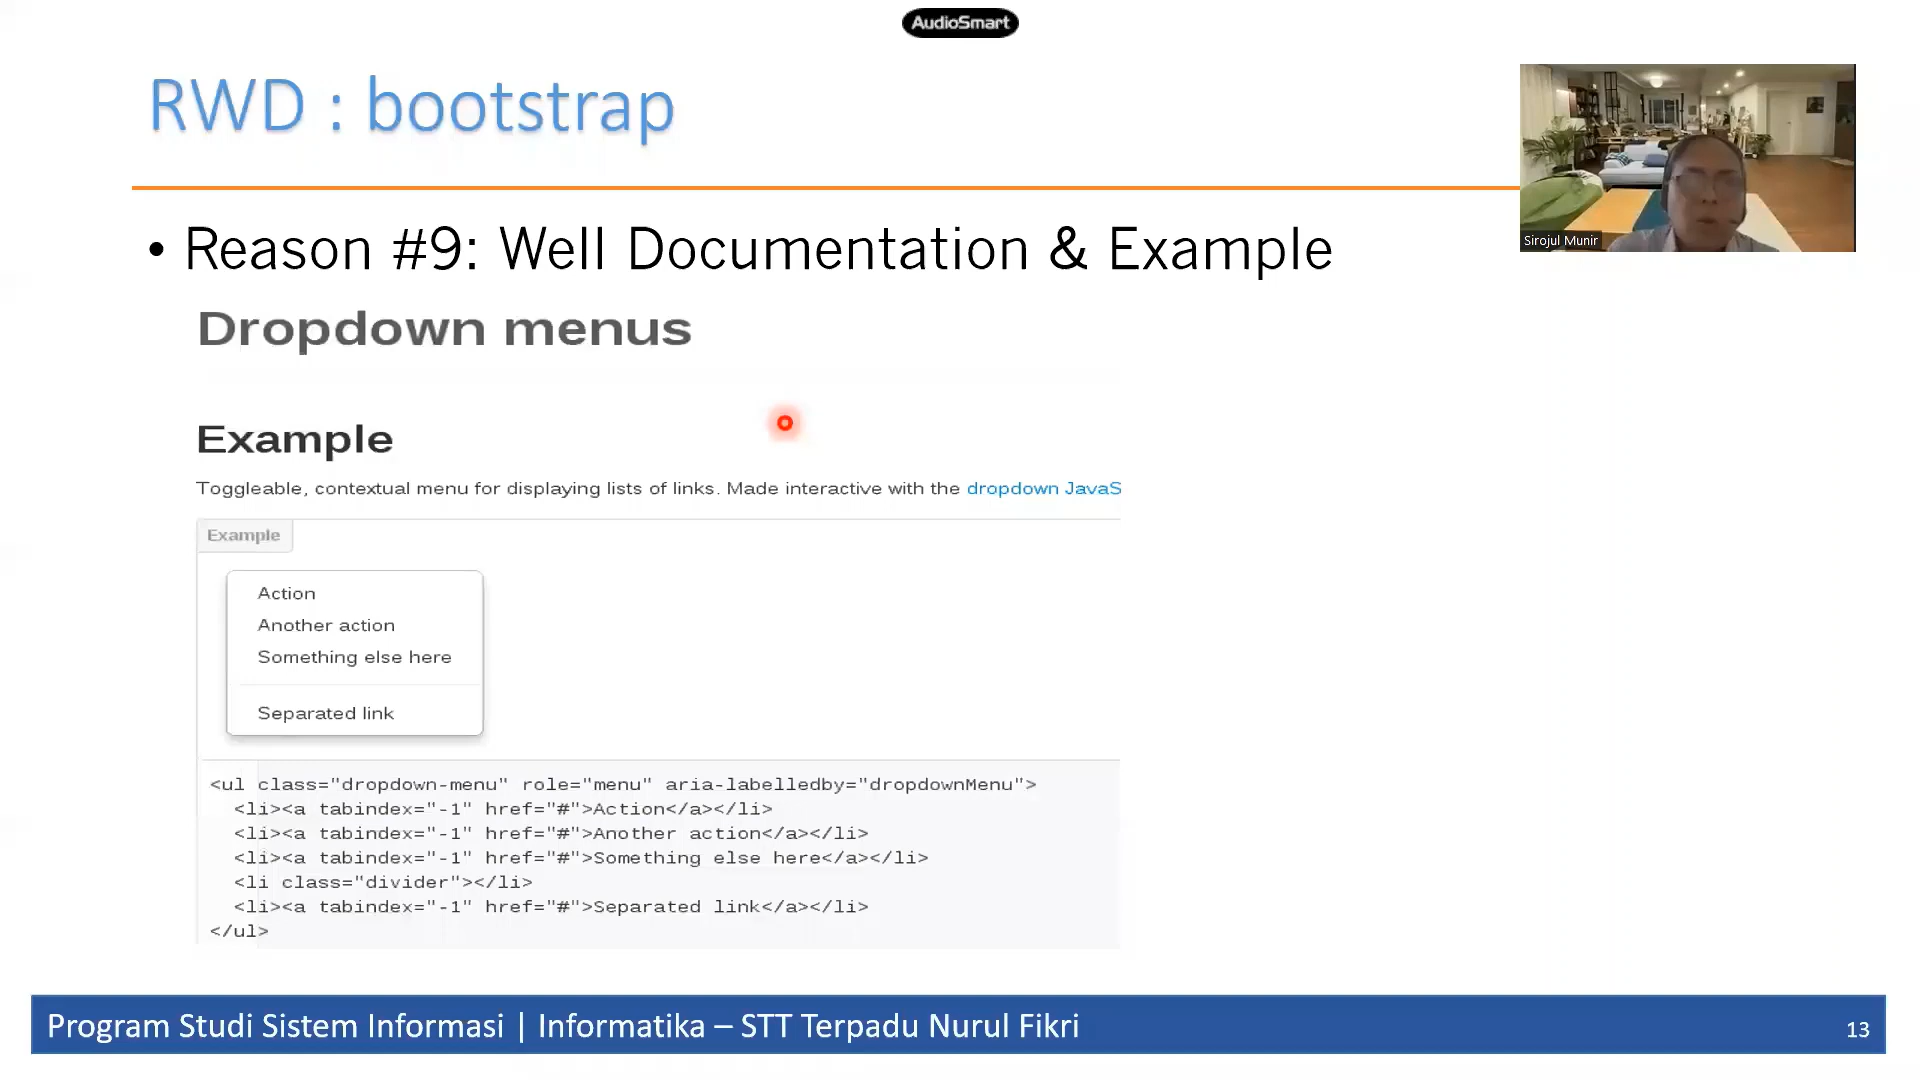 AudioSmart
RWD : bootstrap
Sirojul Munir
• Reason #9: Well Documentation & Example
Dropdown menus
Example
Toggleable, contextual menu for displaying lists of links. Made interactive with the dropdown JavaS
Example
Action
Another action
Something else here
Separated link
<ul class="dropdown-menu" role="menu" aria-labelledby="dropdownMenu">
  <li><a tabindex="-1" href="#">Action</a></li>
  <li><a tabindex="-1" href="#">Another action</a></li>
  <li><a tabindex="-1" href="#">Something else here</a></li>
  <li class="divider"></li>
  <li><a tabindex="-1" href="#">Separated link</a></li>
</ul>
Program Studi Sistem Informasi | Informatika – STT Terpadu Nurul Fikri
13